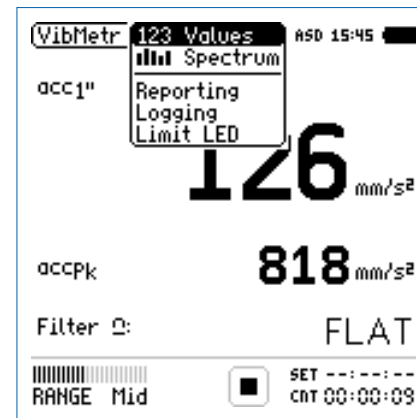 VibMetr 123 Values ASD 15:45
Spectrum
acc1" Reporting
Logging
Limit LED
126 mm/s²
accPk 818 mm/s²
Filter Ω: FLAT
SET --:--:--
RANGE Mid CNT 00:00:09